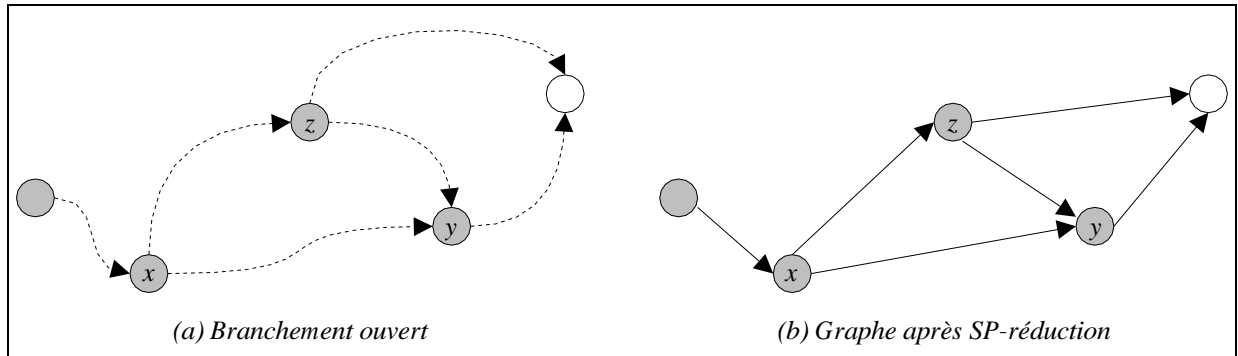 z
y
x
(a) Branchement ouvert
z
y
x
(b) Graphe après SP-réduction